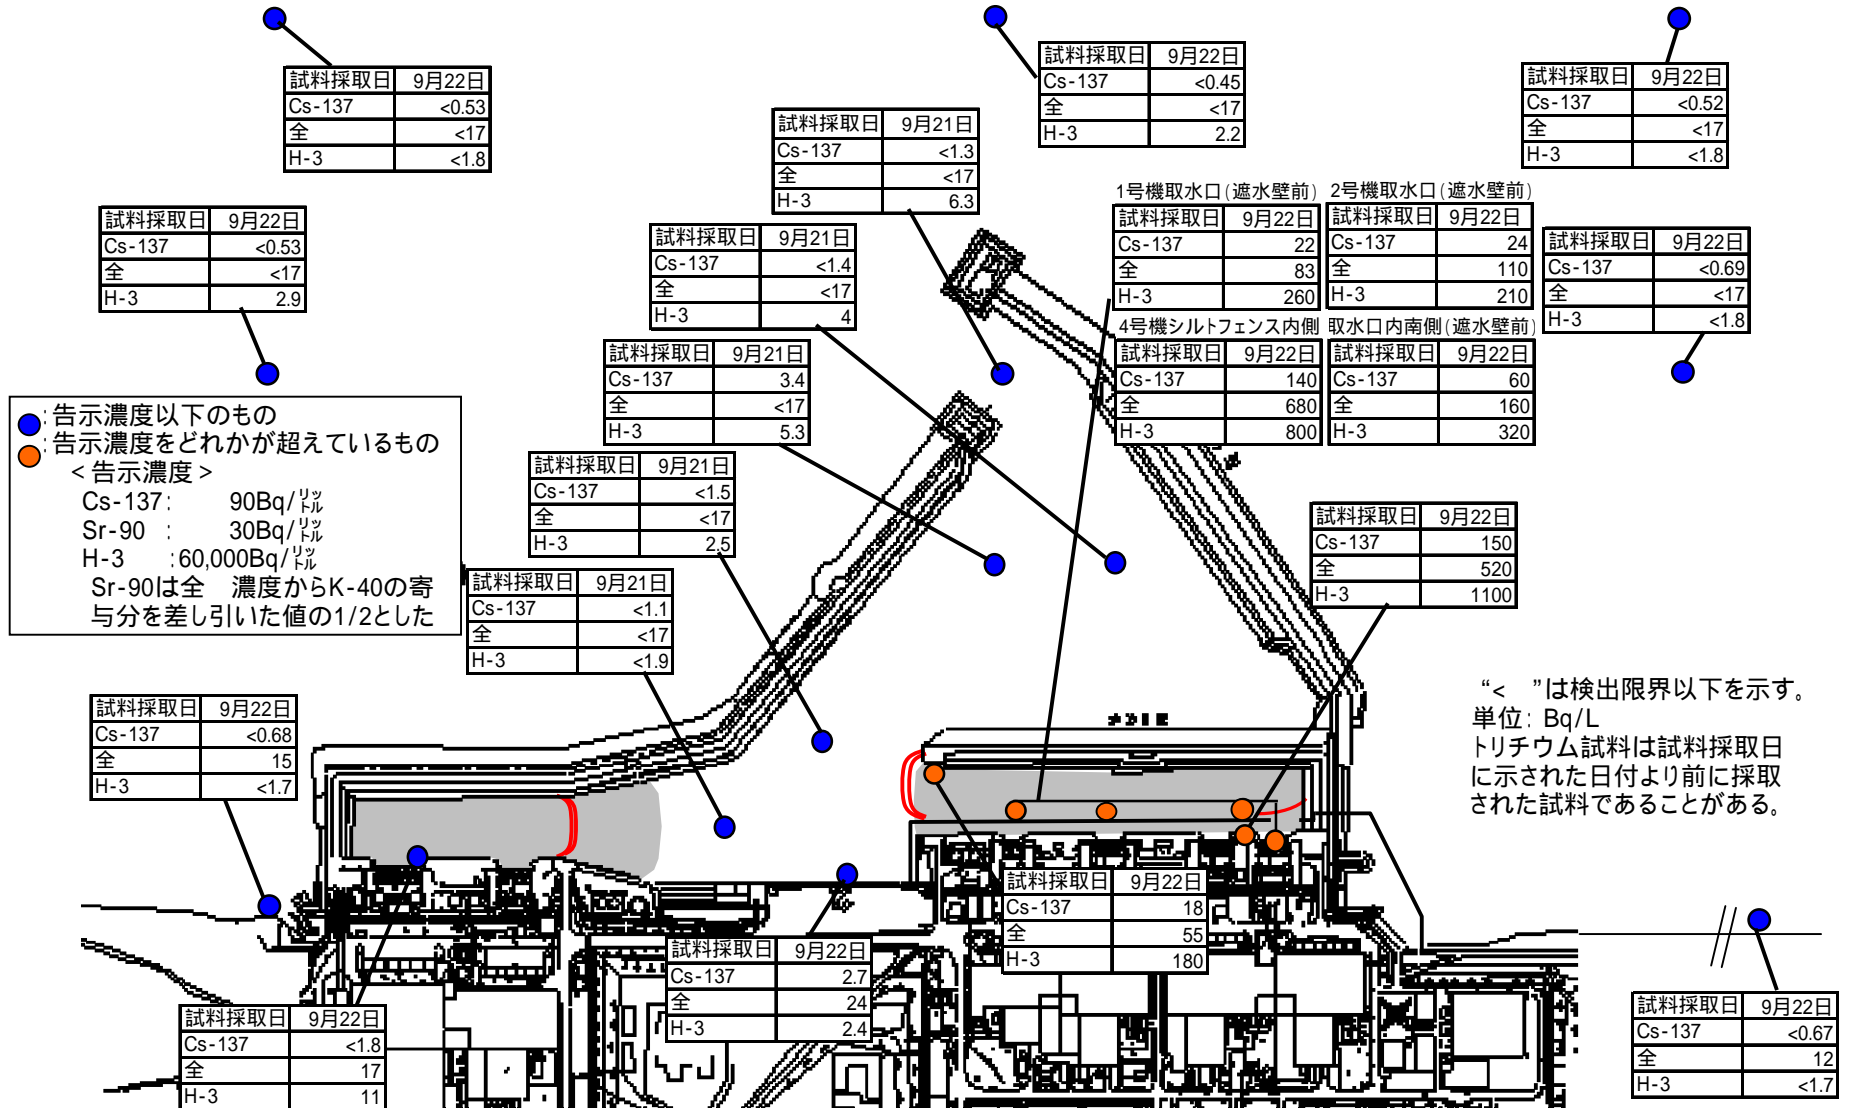 試料採取日 9月22日
Cs-137 <0.53
全 <17
H-3 <1.8
試料採取日 9月22日
Cs-137 <0.45
全 <17
H-3 2.2
試料採取日 9月22日
Cs-137 <0.52
全 <17
H-3 <1.8
試料採取日 9月21日
Cs-137 <1.3
全 <17
H-3 6.3
試料採取日 9月22日
Cs-137 <0.53
全 <17
H-3 2.9
試料採取日 9月21日
Cs-137 <1.4
全 <17
H-3 4
1号機取水口(遮水壁前)
試料採取日 9月22日
Cs-137 22
全 83
H-3 260
2号機取水口(遮水壁前)
試料採取日 9月22日
Cs-137 24
全 110
H-3 210
試料採取日 9月22日
Cs-137 <0.69
全 <17
H-3 <1.8
4号機シルトフェンス内側
試料採取日 9月22日
Cs-137 140
全 680
H-3 800
取水口内南側(遮水壁前)
試料採取日 9月22日
Cs-137 60
全 160
H-3 320
試料採取日 9月21日
Cs-137 3.4
全 <17
H-3 5.3
:告示濃度以下のもの
:告示濃度をどれかが超えているもの
<告示濃度>
Cs-137: 90Bq/リットル
Sr-90 : 30Bq/リットル
H-3 :60,000Bq/リットル
Sr-90は全 濃度からK-40の寄
与分を差し引いた値の1/2とした
試料採取日 9月21日
Cs-137 <1.5
全 <17
H-3 2.5
試料採取日 9月22日
Cs-137 150
全 520
H-3 1100
試料採取日 9月21日
Cs-137 <1.1
全 <17
H-3 <1.9
“< ”は検出限界以下を示す。
単位: Bq/L
トリチウム試料は試料採取日
に示された日付より前に採取
された試料であることがある。
試料採取日 9月22日
Cs-137 <0.68
全 15
H-3 <1.7
試料採取日 9月22日
Cs-137 18
全 55
H-3 180
試料採取日 9月22日
Cs-137 2.7
全 24
H-3 2.4
試料採取日 9月22日
Cs-137 <1.8
全 17
H-3 11
試料採取日 9月22日
Cs-137 <0.67
全 12
H-3 <1.7